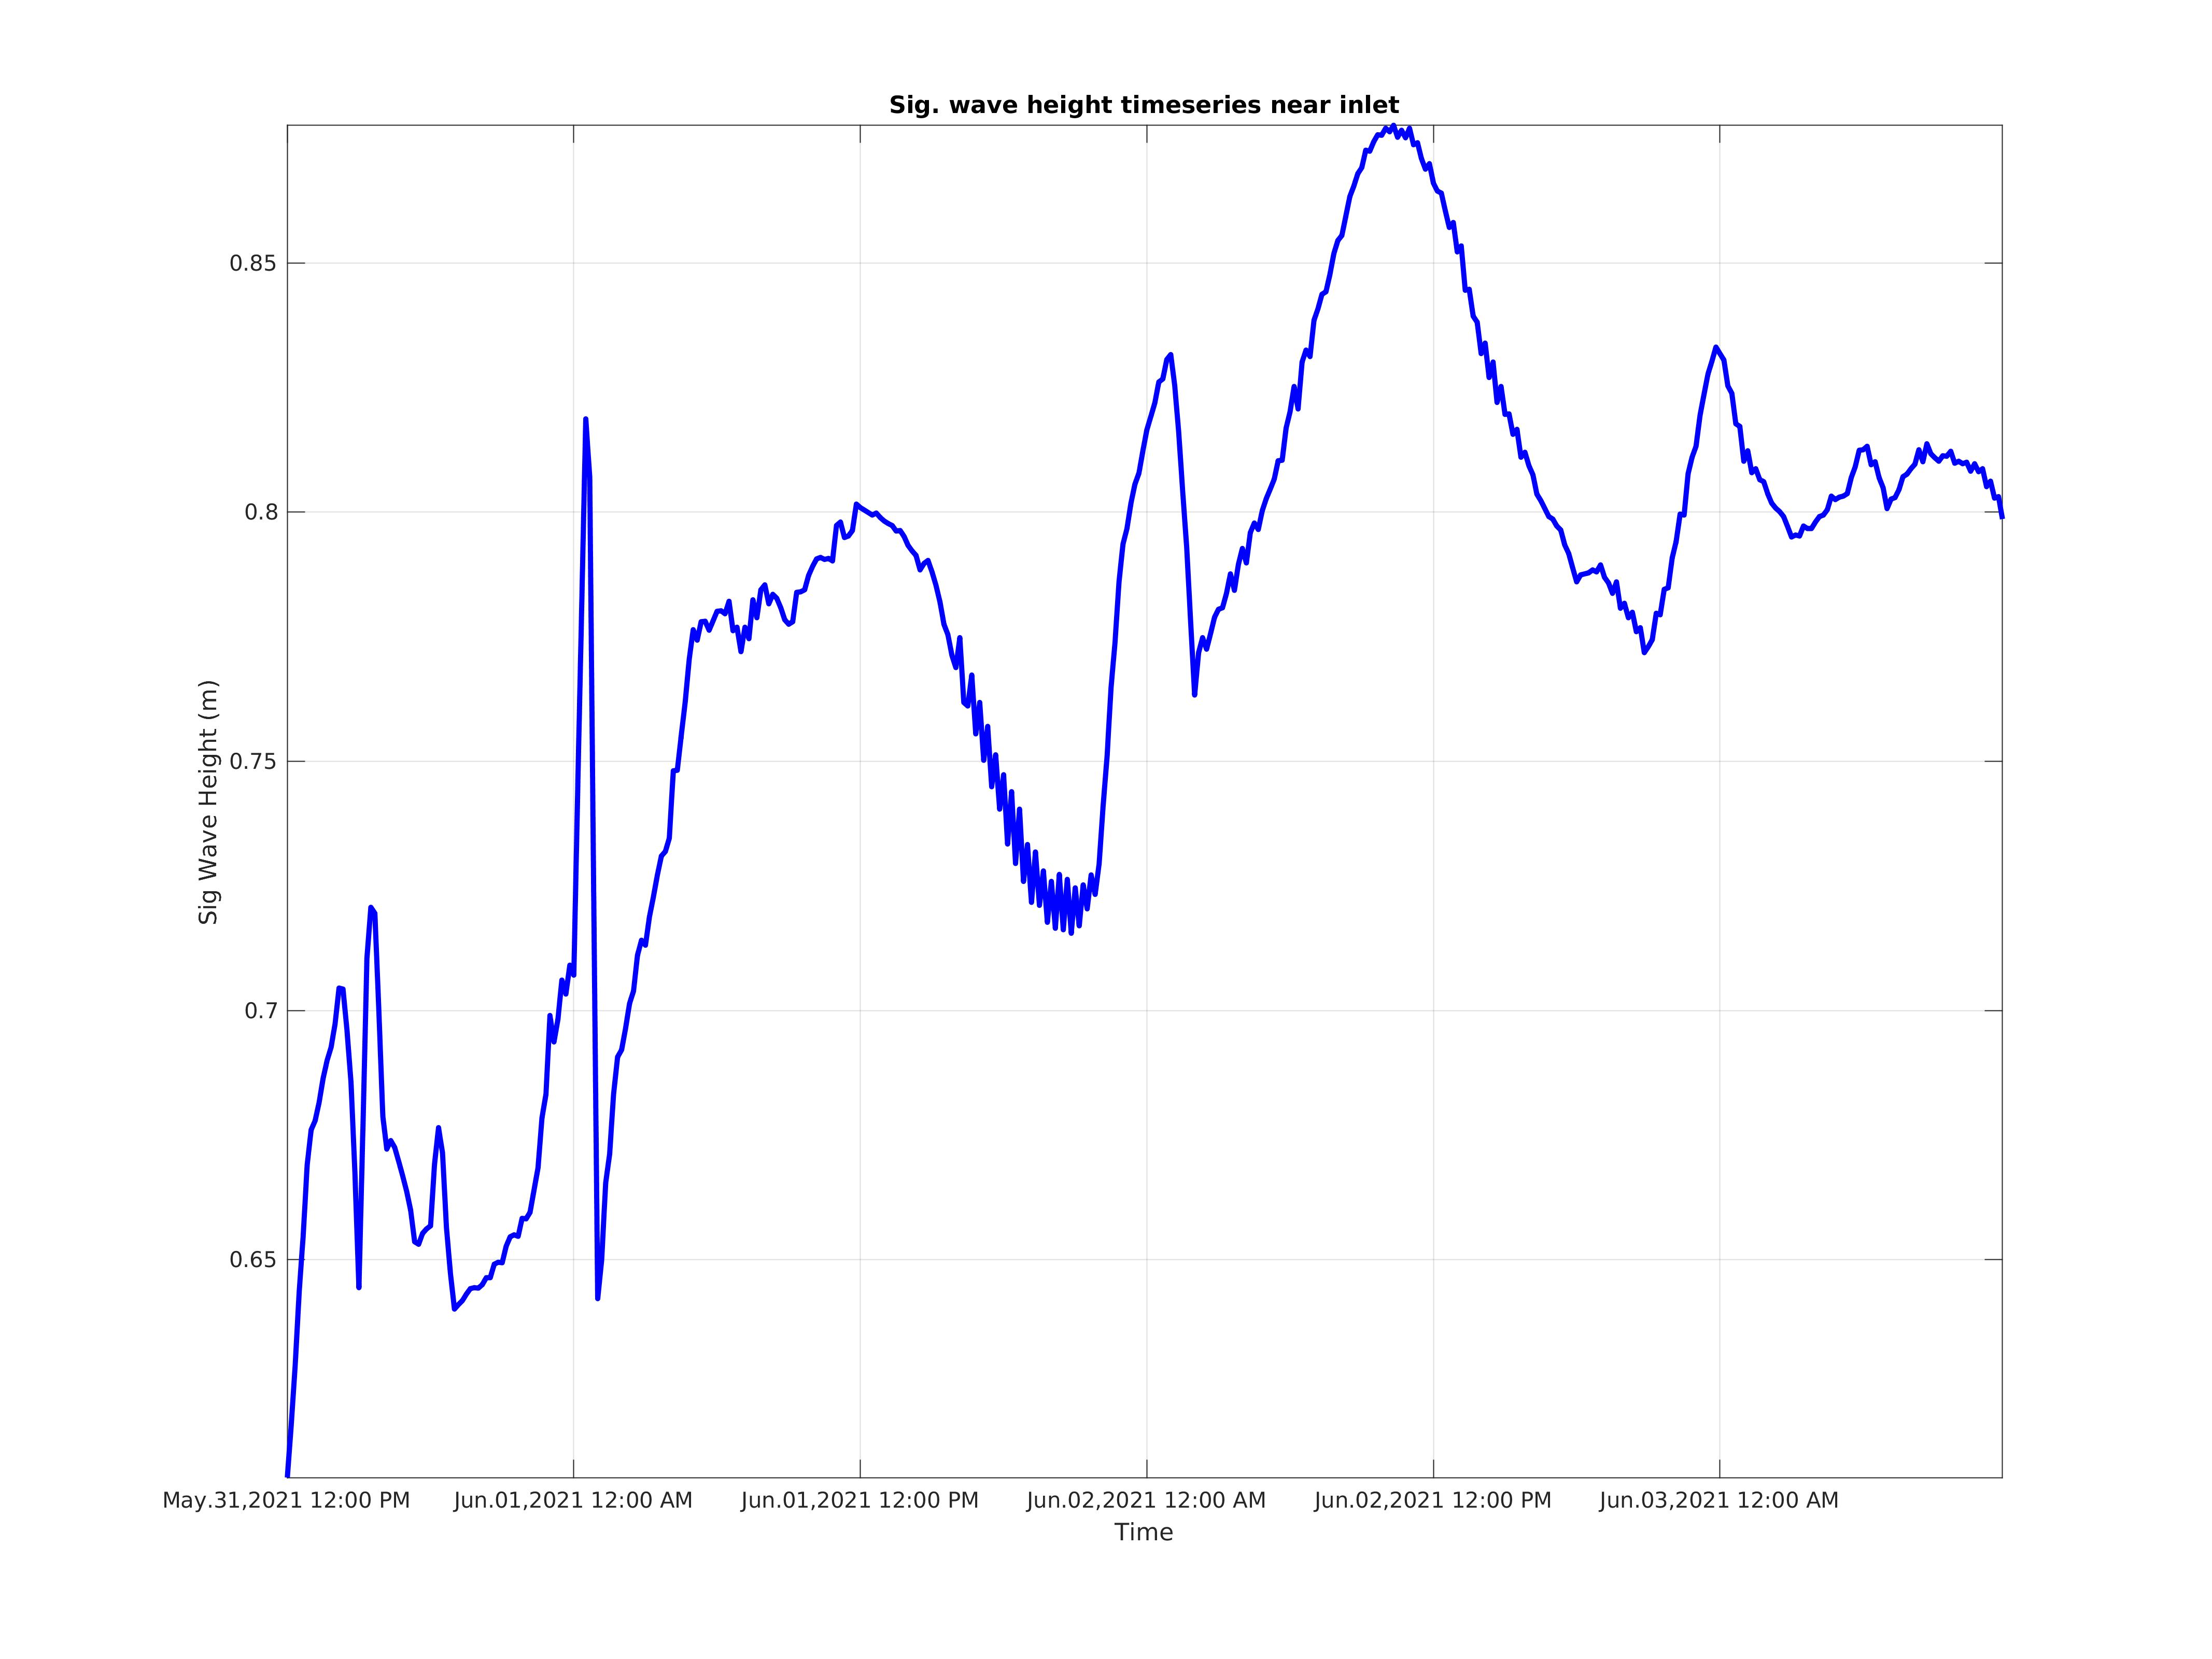 Sig. wave height timeseries near inlet
Sig Wave Height (m)
0.85
0.8
0.75
0.7
0.65
May.31,2021 12:00 PM
Jun.01,2021 12:00 AM
Jun.01,2021 12:00 PM
Jun.02,2021 12:00 AM
Jun.02,2021 12:00 PM
Jun.03,2021 12:00 AM
Time